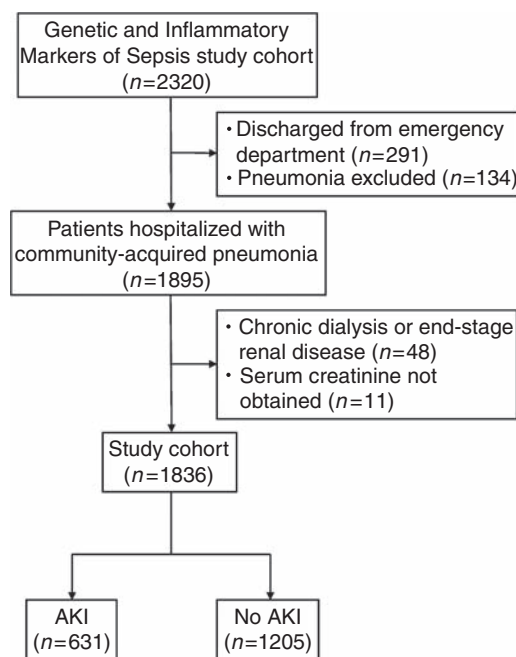 Genetic and Inflammatory
Markers of Sepsis study cohort
(n=2320)
• Discharged from emergency
department (n=291)
• Pneumonia excluded (n=134)
Patients hospitalized with
community-acquired pneumonia
(n=1895)
• Chronic dialysis or end-stage
renal disease (n=48)
• Serum creatinine not
obtained (n=11)
Study cohort
(n=1836)
AKI
(n=631)
No AKI
(n=1205)